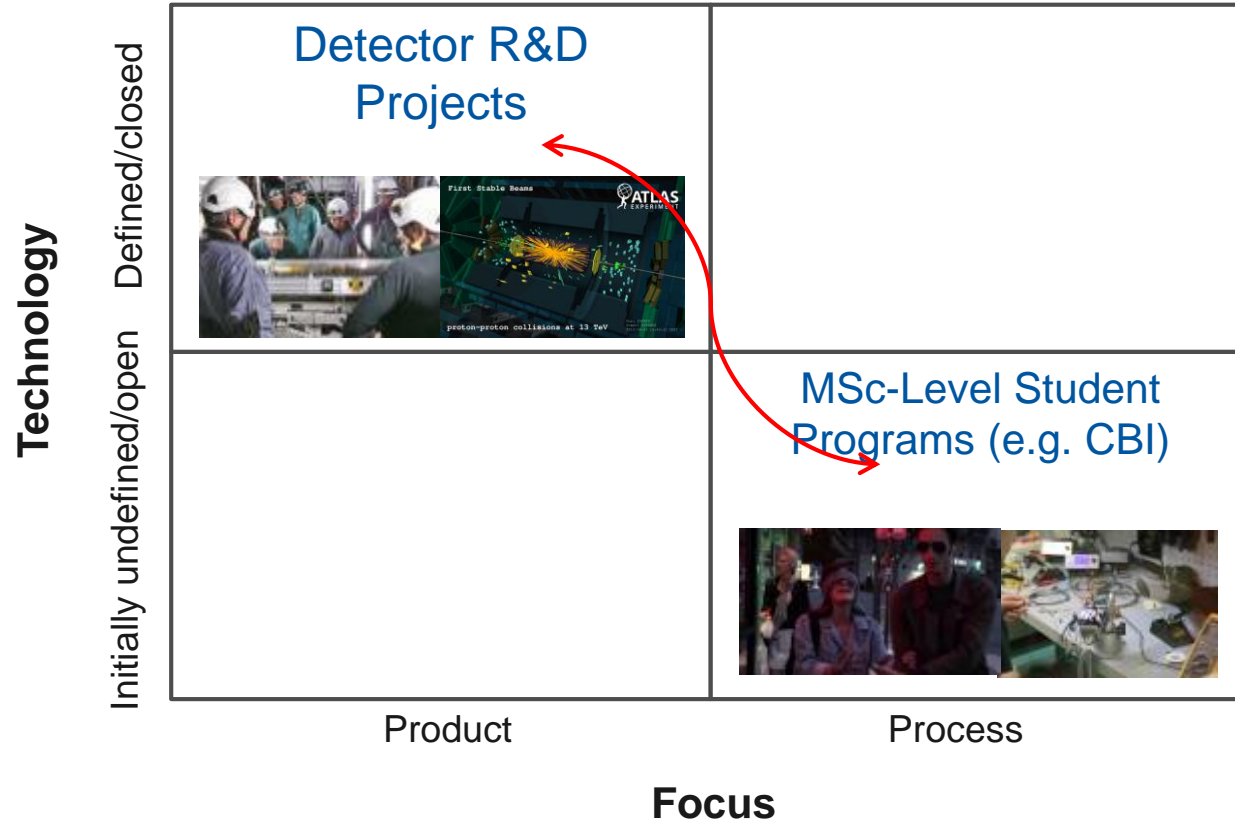 Detector R&D
Projects
First Stable Beams
ATLAS
EXPERIMENT
proton-proton collisions at 13 TeV
MSc-Level Student
Programs (e.g. CBI)
Technology
Defined/closed
Initially undefined/open
Product
Process
Focus